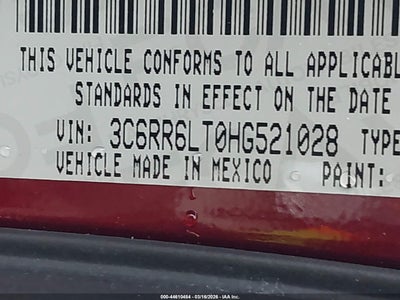 THIS VEHICLE CONFORMS TO ALL APPLICABL
STANDARDS IN EFFECT ON THE DATE
VIN: 3C6RR6LT0HG521028 TYPE
VEHICLE MADE IN MEXICO PAINT:
000-44610484 - 03/16/2026 - IAA Inc.